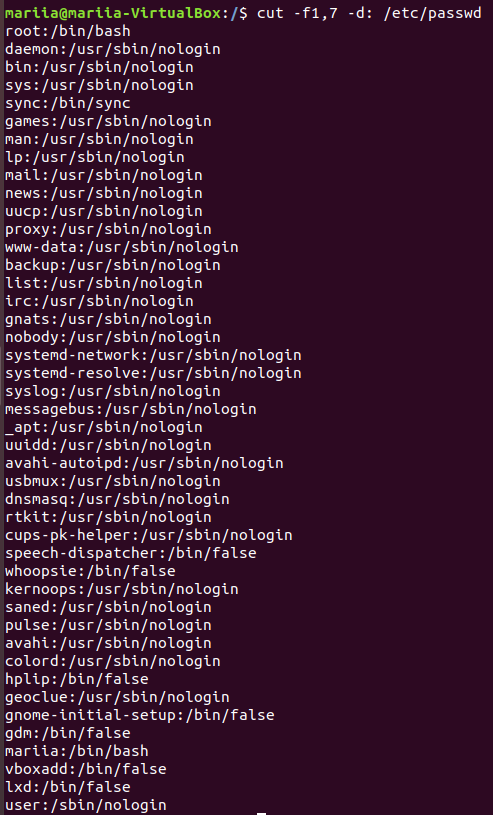 mariia@mariia-VirtualBox:/$ cut -f1,7 -d: /etc/passwd
root:/bin/bash
daemon:/usr/sbin/nologin
bin:/usr/sbin/nologin
sys:/usr/sbin/nologin
sync:/bin/sync
games:/usr/sbin/nologin
man:/usr/sbin/nologin
lp:/usr/sbin/nologin
mail:/usr/sbin/nologin
news:/usr/sbin/nologin
uucp:/usr/sbin/nologin
proxy:/usr/sbin/nologin
www-data:/usr/sbin/nologin
backup:/usr/sbin/nologin
list:/usr/sbin/nologin
irc:/usr/sbin/nologin
gnats:/usr/sbin/nologin
nobody:/usr/sbin/nologin
systemd-network:/usr/sbin/nologin
systemd-resolve:/usr/sbin/nologin
syslog:/usr/sbin/nologin
messagebus:/usr/sbin/nologin
_apt:/usr/sbin/nologin
uuidd:/usr/sbin/nologin
avahi-autoipd:/usr/sbin/nologin
usbmux:/usr/sbin/nologin
dnsmasq:/usr/sbin/nologin
rtkit:/usr/sbin/nologin
cups-pk-helper:/usr/sbin/nologin
speech-dispatcher:/bin/false
whoopsie:/bin/false
kernoops:/usr/sbin/nologin
saned:/usr/sbin/nologin
pulse:/usr/sbin/nologin
avahi:/usr/sbin/nologin
colord:/usr/sbin/nologin
hplip:/bin/false
geoclue:/usr/sbin/nologin
gnome-initial-setup:/bin/false
gdm:/bin/false
mariia:/bin/bash
vboxadd:/bin/false
lxd:/bin/false
user:/sbin/nologin